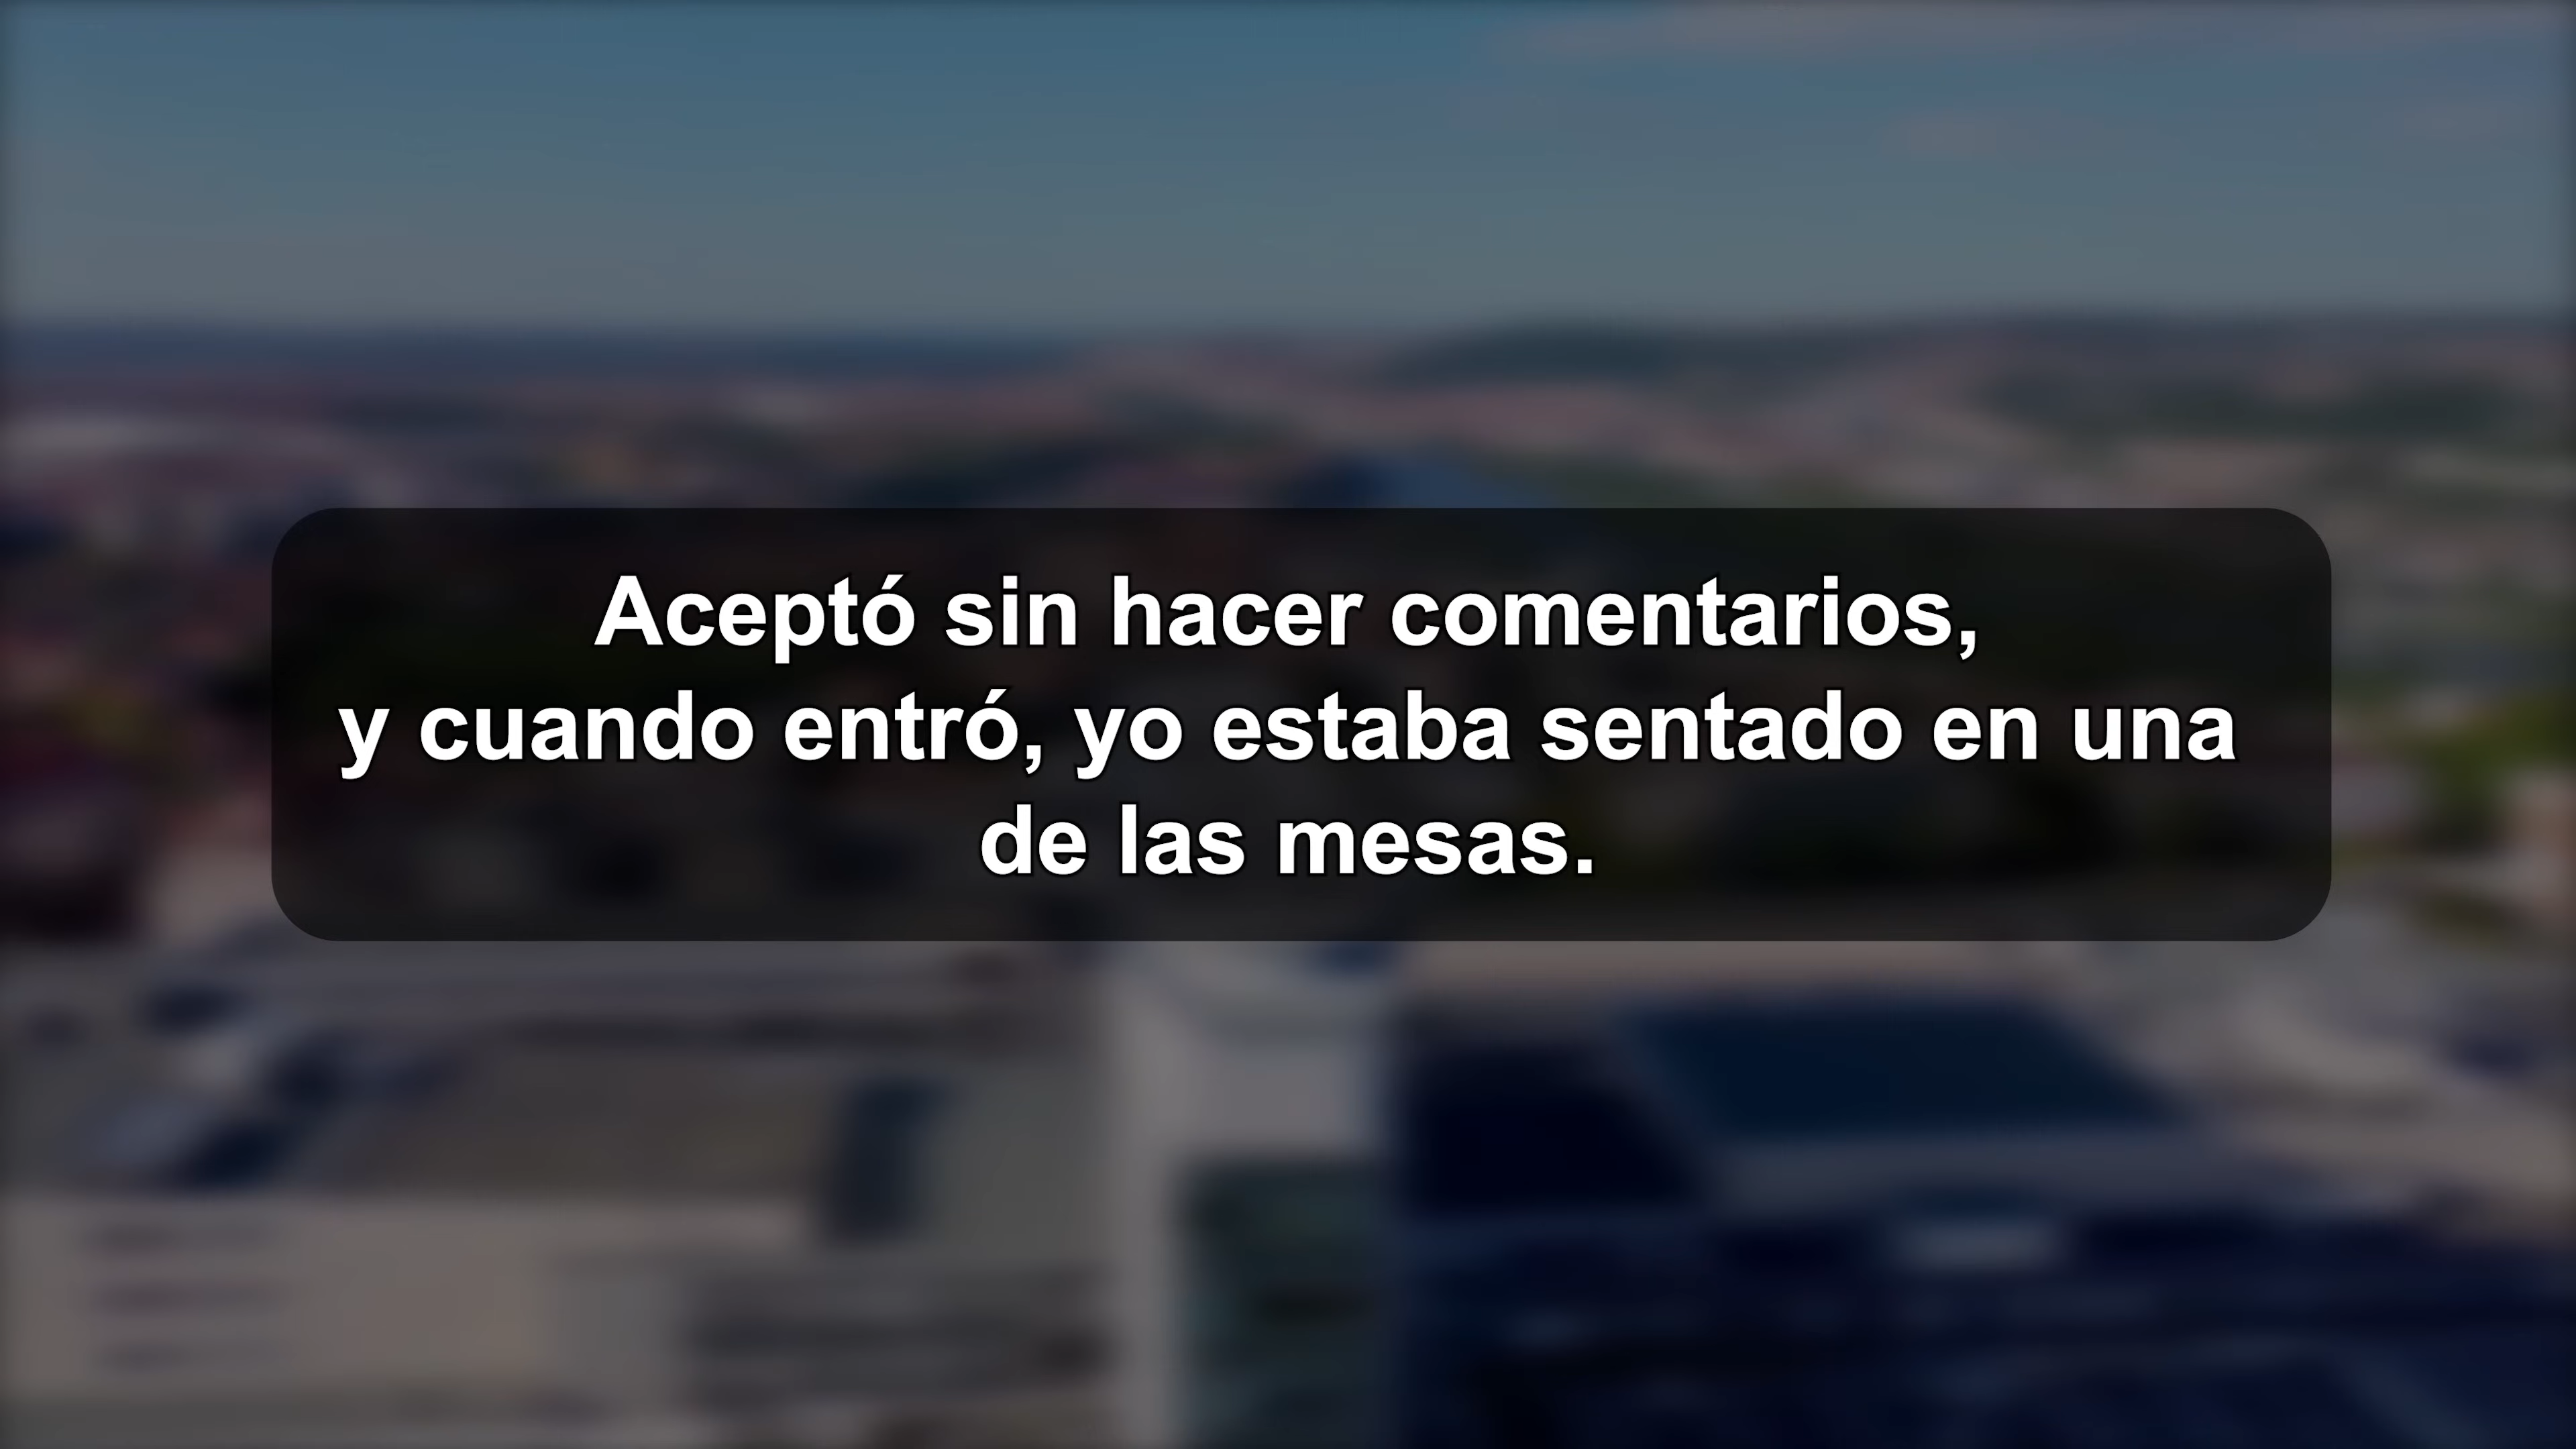 Aceptó sin hacer comentarios,
y cuando entró, yo estaba sentado en una
de las mesas.